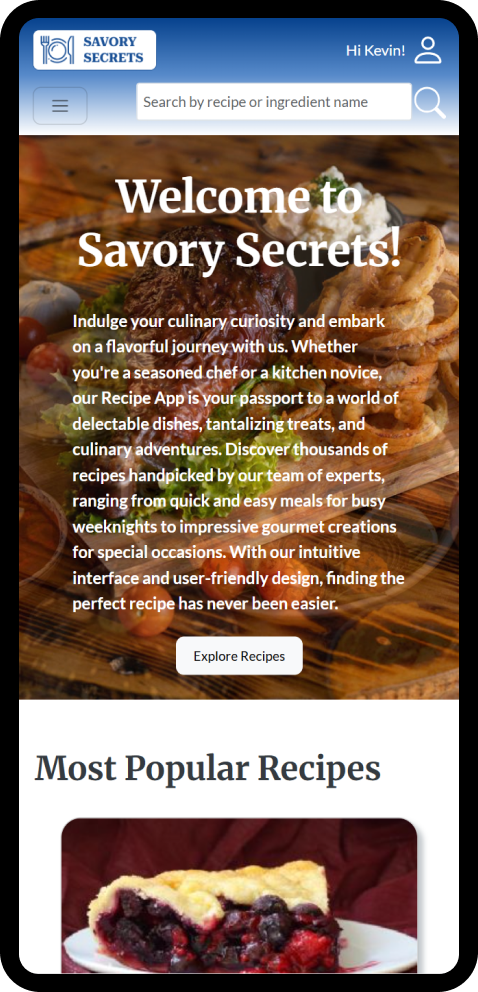 SAVORY
SECRETS
Hi Kevin!
Search by recipe or ingredient name
Welcome to
Savory Secrets!
Indulge your culinary curiosity and embark
on a flavorful journey with us. Whether
you're a seasoned chef or a kitchen novice,
our Recipe App is your passport to a world of
delectable dishes, tantalizing treats, and
culinary adventures. Discover thousands of
recipes handpicked by our team of experts,
ranging from quick and easy meals for busy
weeknights to impressive gourmet creations
for special occasions. With our intuitive
interface and user-friendly design, finding the
perfect recipe has never been easier.
Explore Recipes
Most Popular Recipes